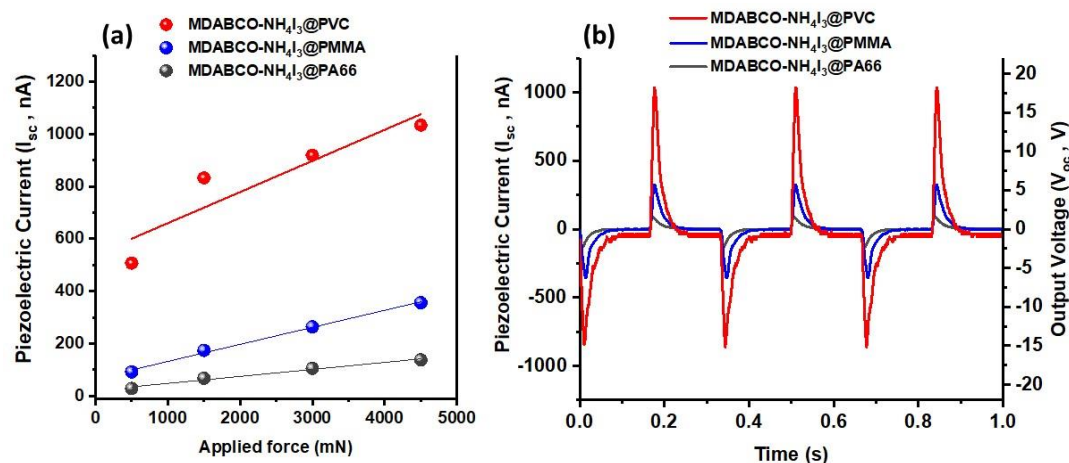 (a)
MDABCO-NH₄I₃@PVC
MDABCO-NH₄I₃@PMMA
MDABCO-NH₄I₃@PA66
Piezoelectric Current (Isc , nA)
1200
1000
800
600
400
200
0
0 1000 2000 3000 4000 5000
Applied force (mN)
(b)
MDABCO-NH₄I₃@PVC
MDABCO-NH₄I₃@PMMA
MDABCO-NH₄I₃@PA66
Piezoelectric Current (Isc , nA)
1000
500
0
-500
-1000
0.0 0.2 0.4 0.6 0.8 1.0
Time (s)
20
15
10
5
0
-5
-10
-15
-20
Output Voltage (Voc , V)